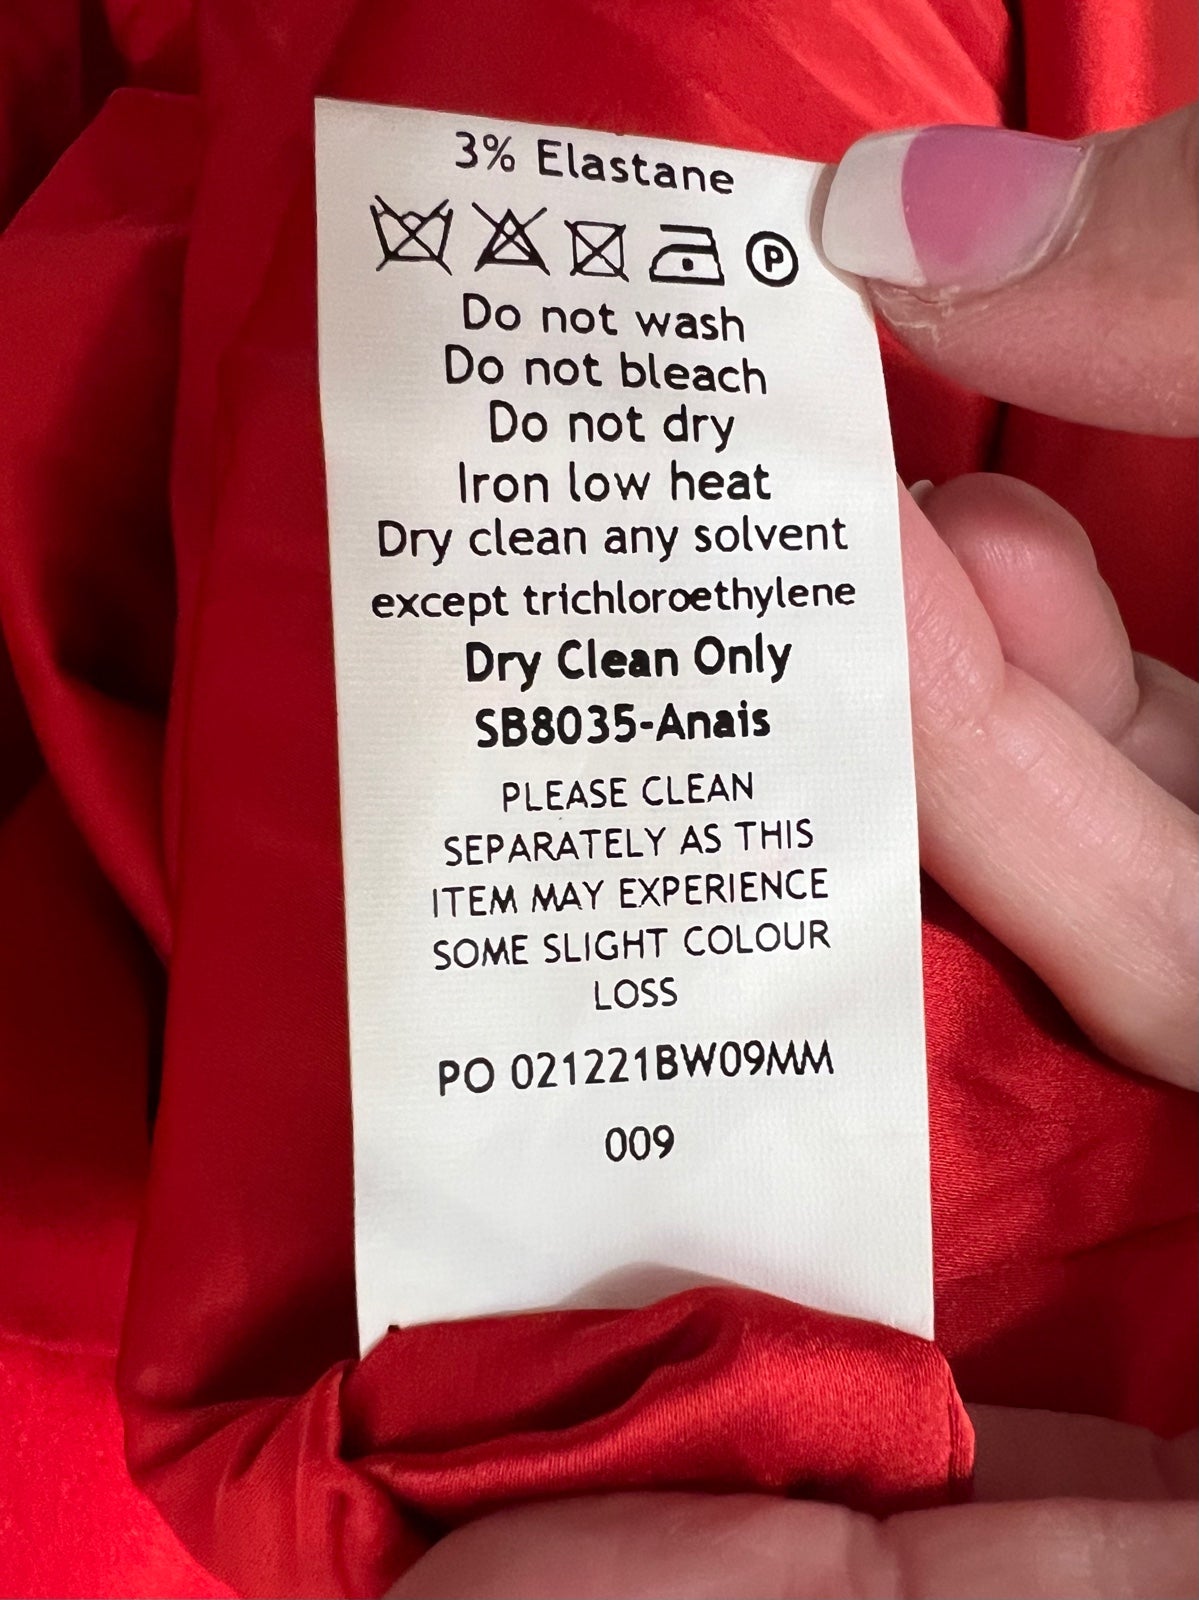 3% Elastane
P
Do not wash
Do not bleach
Do not dry
Iron low heat
Dry clean any solvent
except trichloroethylene
Dry Clean Only
SB8035-Anais
PLEASE CLEAN
SEPARATELY AS THIS
ITEM MAY EXPERIENCE
SOME SLIGHT COLOUR
LOSS
PO 021221BW09MM
009